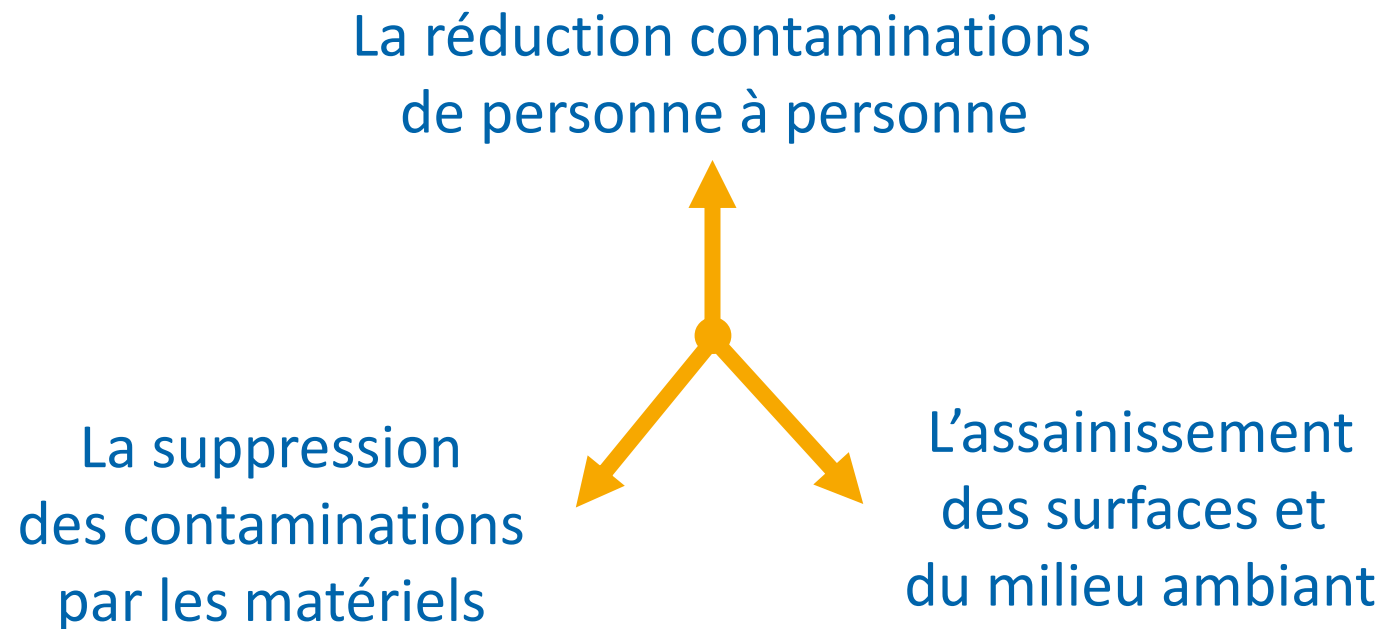 La réduction contaminations
de personne à personne
La suppression
des contaminations
par les matériels
L’assainissement
des surfaces et
du milieu ambiant